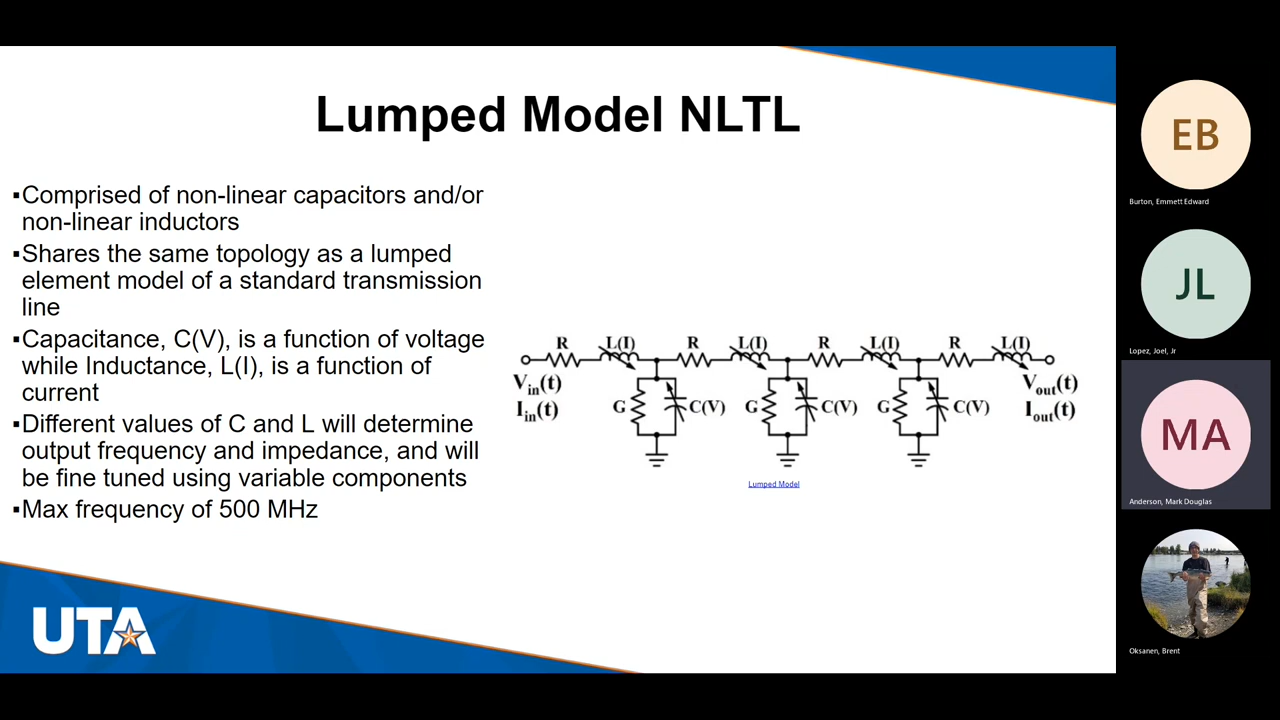 Lumped Model NLTL
▪Comprised of non-linear capacitors and/or
non-linear inductors
▪Shares the same topology as a lumped
element model of a standard transmission
line
▪Capacitance, C(V), is a function of voltage
while Inductance, L(I), is a function of
current
▪Different values of C and L will determine
output frequency and impedance, and will
be fine tuned using variable components
▪Max frequency of 500 MHz
R L(I) R L(I) R L(I) R L(I)
Vin(t) Vout(t)
Iin(t) G C(V) G C(V) G C(V) Iout(t)
Lumped Model
UTA
EB
Burton, Emmett Edward
JL
Lopez, Joel, Jr
MA
Anderson, Mark Douglas
Oksanen, Brent